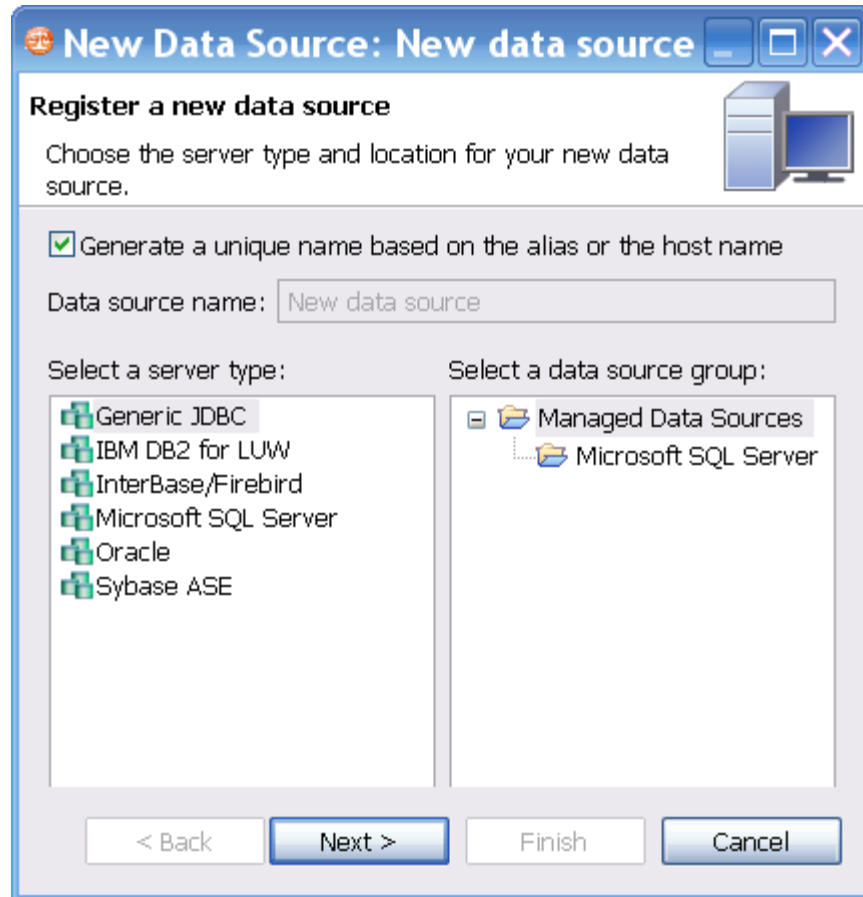 New Data Source: New data source
Register a new data source
Choose the server type and location for your new data
source.
Generate a unique name based on the alias or the host name
Data source name: New data source
Select a server type:
Generic JDBC
IBM DB2 for LUW
InterBase/Firebird
Microsoft SQL Server
Oracle
Sybase ASE
Select a data source group:
Managed Data Sources
Microsoft SQL Server
< Back
Next >
Finish
Cancel